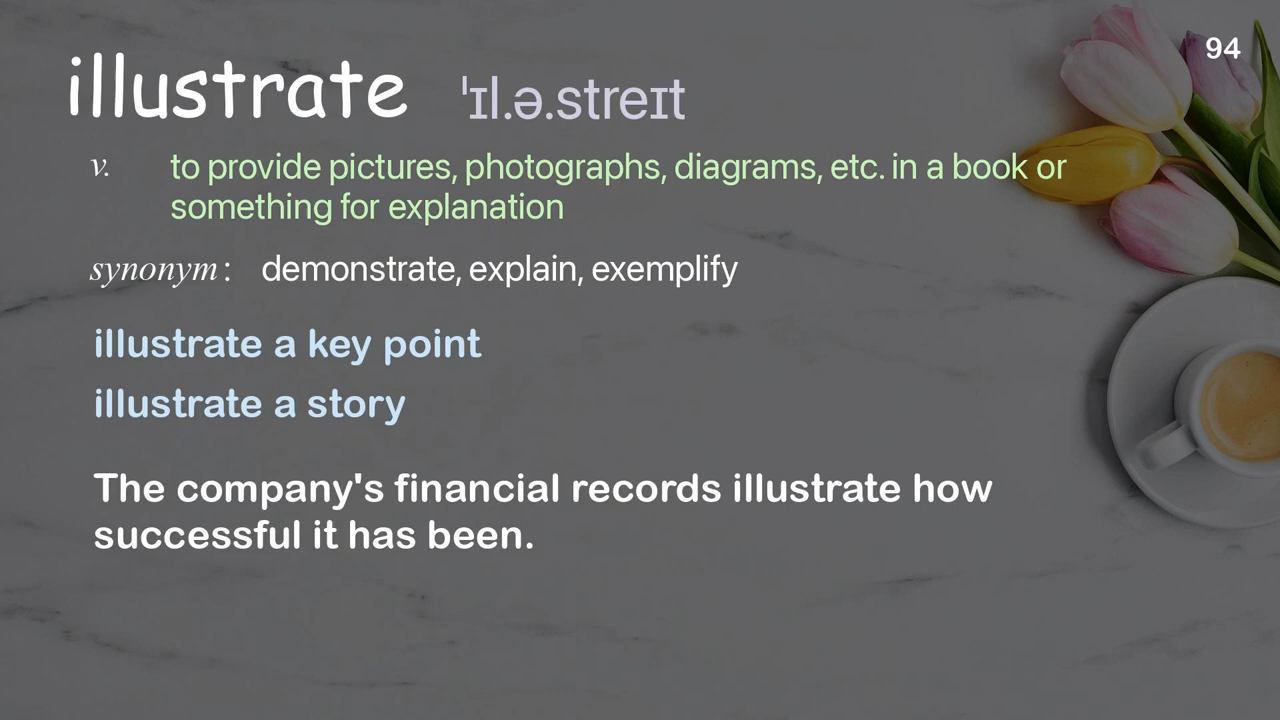 94
illustrate ˈɪl.ə.streɪt
v. to provide pictures, photographs, diagrams, etc. in a book or
something for explanation
synonym: demonstrate, explain, exemplify
illustrate a key point
illustrate a story
The company's financial records illustrate how
successful it has been.